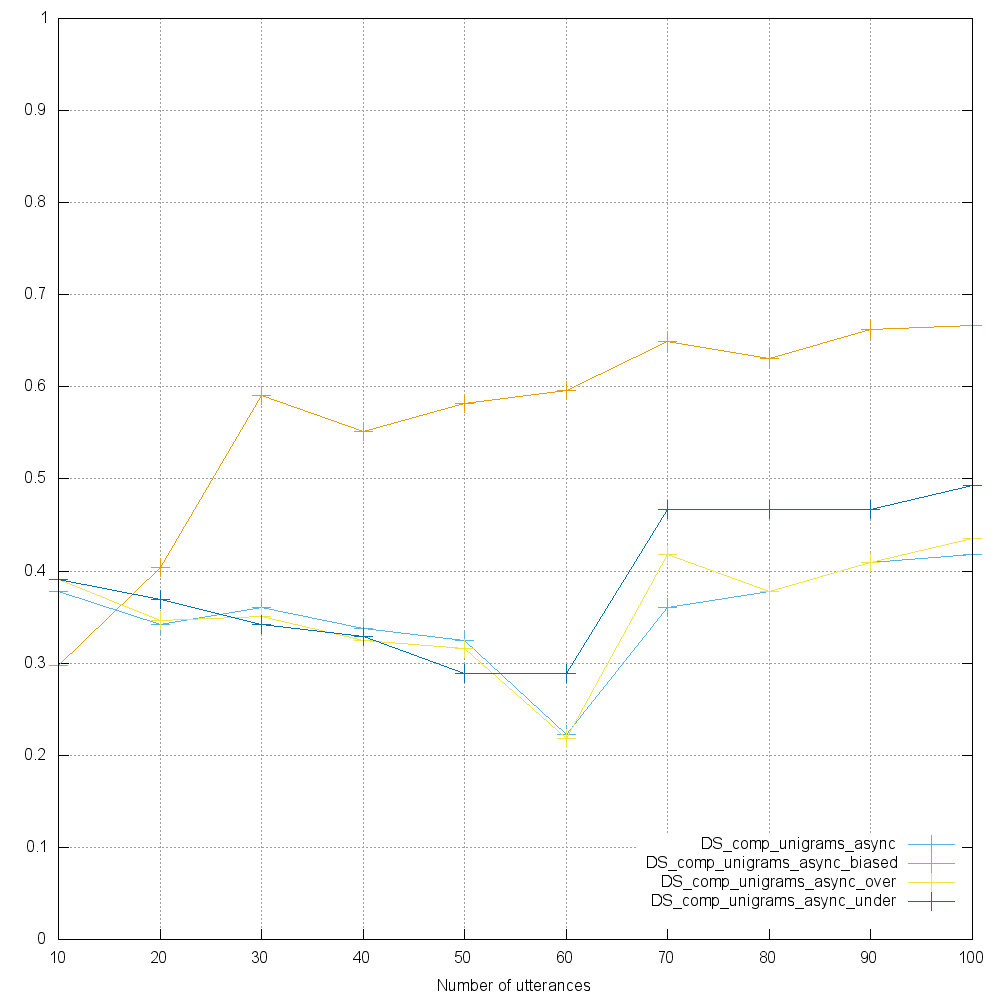 1
0.9
0.8
0.7
0.6
0.5
0.4
0.3
0.2
0.1
0
DS_comp_unigrams_async
DS_comp_unigrams_async_biased
DS_comp_unigrams_async_over
DS_comp_unigrams_async_under
10 20 30 40 50 60 70 80 90 100
Number of utterances